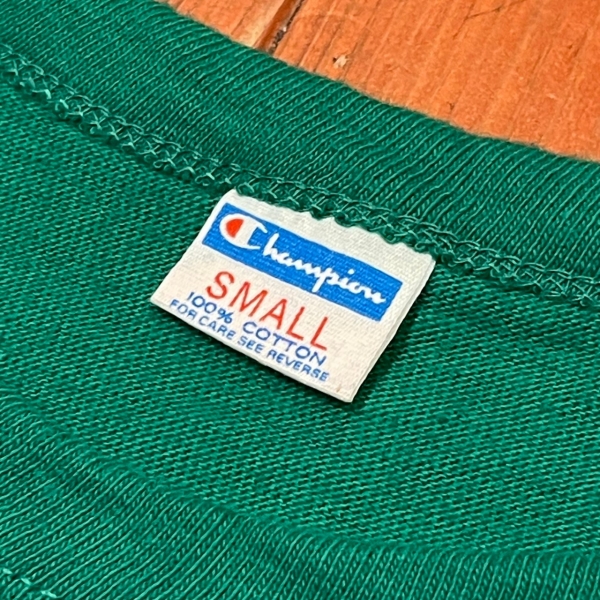 Champion
SMALL
100% COTTON
FOR CARE SEE REVERSE